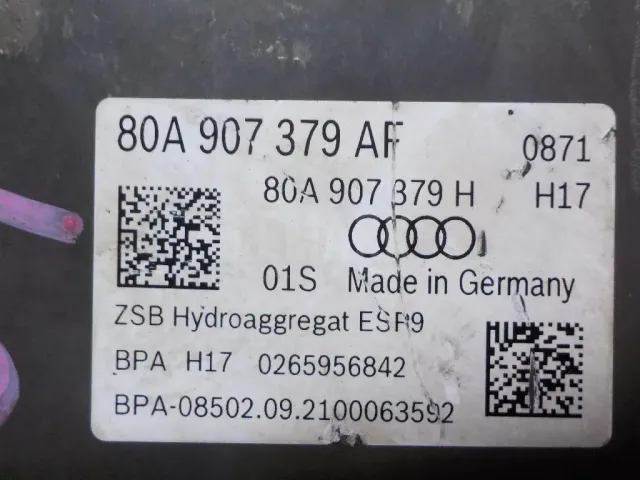 80A 907 379 AF 0871
80A 907 379 H H17
01S Made in Germany
ZSB Hydroaggregat ESP9
BPA H17 0265956842
BPA-08502.09.2100063592